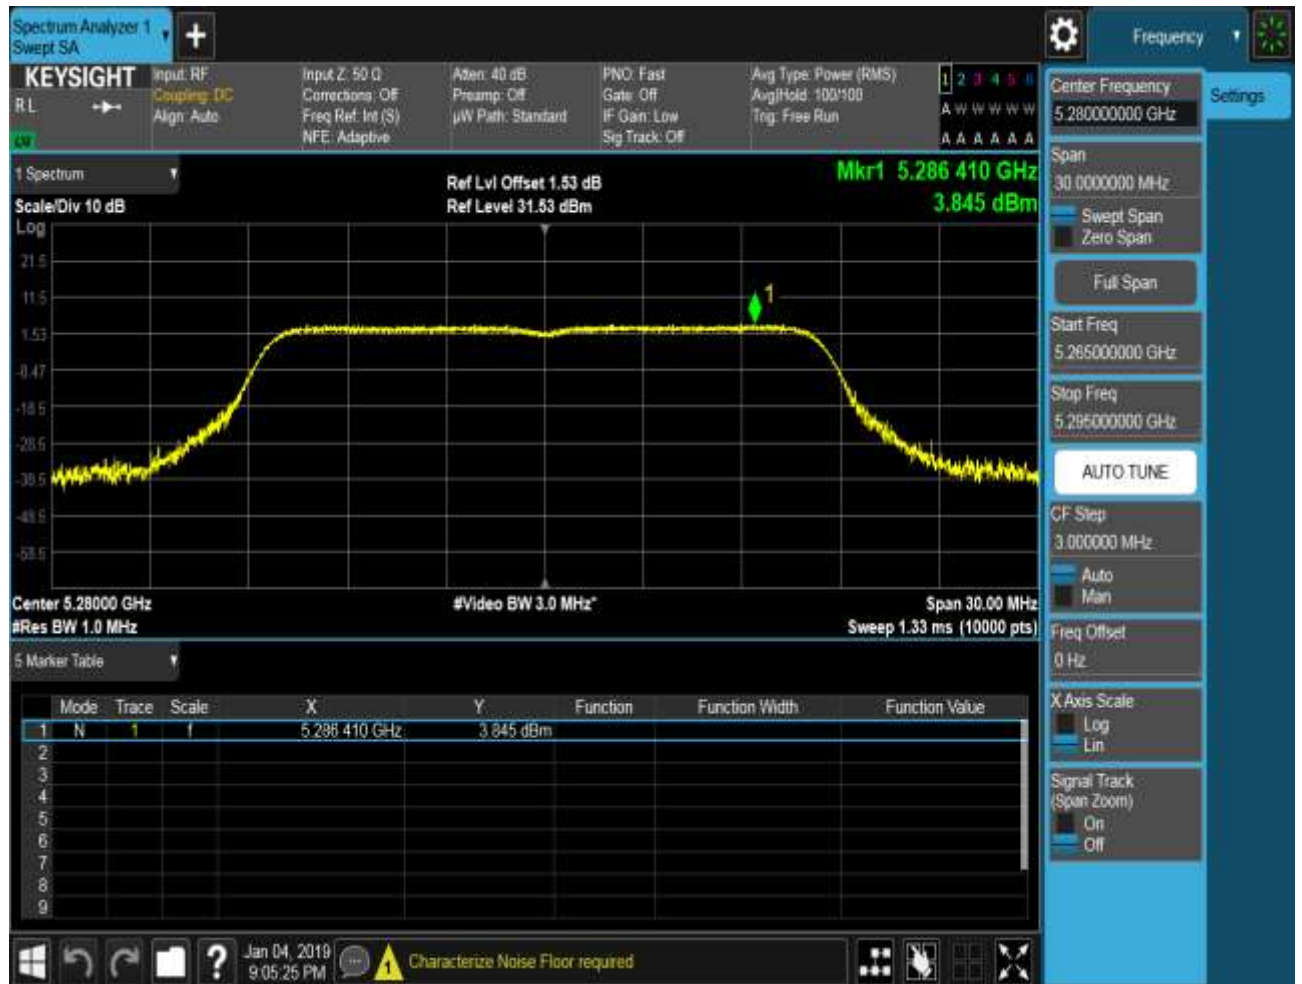 Spectrum Analyzer 1
Swept SA
+
Frequency
KEYSIGHT
R L
Input: RF
Coupling: DC
Align: Auto
Input Z: 50 Ω
Corrections: Off
Freq Ref: Int (S)
NFE: Adaptive
Atten: 40 dB
Preamp: Off
µW Path: Standard
PNO: Fast
Gate: Off
IF Gain: Low
Sig Track: Off
Avg Type: Power (RMS)
Avg|Hold: 100/100
Trig: Free Run
1 2 3 4 5 6
A W W W W W
A A A A A A
1 Spectrum
Scale/Div 10 dB
Ref Lvl Offset 1.53 dB
Ref Level 31.53 dBm
Mkr1 5.286 410 GHz
3.845 dBm
Log
21.5
11.5
1.53
-8.47
-18.5
-28.5
-38.5
-48.5
-58.5
1
Center 5.28000 GHz
#Res BW 1.0 MHz
#Video BW 3.0 MHz*
Span 30.00 MHz
Sweep 1.33 ms (10000 pts)
5 Marker Table
Mode Trace Scale X Y Function Function Width Function Value
1 N 1 f 5.286 410 GHz 3.845 dBm
2
3
4
5
6
7
8
9
Jan 04, 2019
9:05:25 PM
?
1
Characterize Noise Floor required
Settings
Center Frequency
5.280000000 GHz
Span
30.0000000 MHz
Swept Span
Zero Span
Full Span
Start Freq
5.265000000 GHz
Stop Freq
5.295000000 GHz
AUTO TUNE
CF Step
3.000000 MHz
Auto
Man
Freq Offset
0 Hz
X Axis Scale
Log
Lin
Signal Track
(Span Zoom)
On
Off